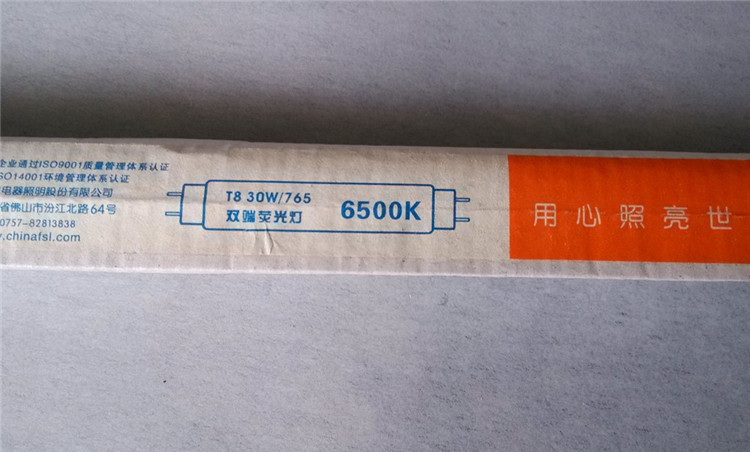 企业通过ISO9001质量管理体系认证
SO14001环境管理体系认证
电器照明股份有限公司
省佛山市汾江北路64号
0757-82813838
.chinafsl.com
T8 30W/765
双端荧光灯
6500K
用心照亮世